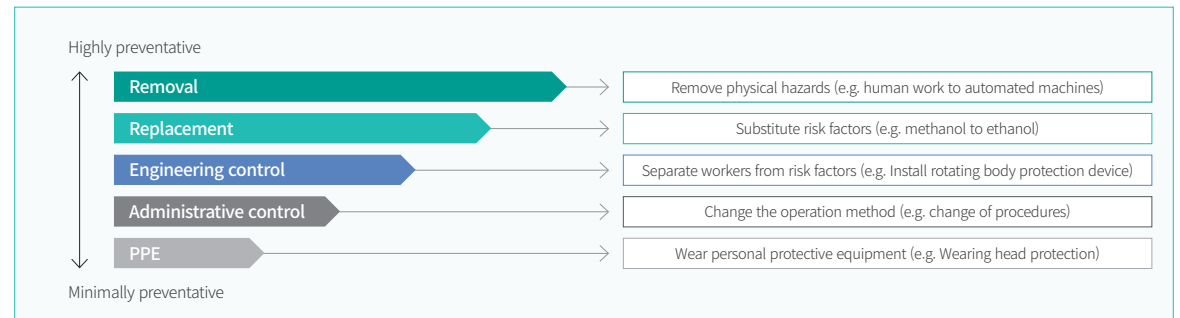 Highly preventative
Removal
Remove physical hazards (e.g. human work to automated machines)
Replacement
Substitute risk factors (e.g. methanol to ethanol)
Engineering control
Separate workers from risk factors (e.g. Install rotating body protection device)
Administrative control
Change the operation method (e.g. change of procedures)
PPE
Wear personal protective equipment (e.g. Wearing head protection)
Minimally preventative